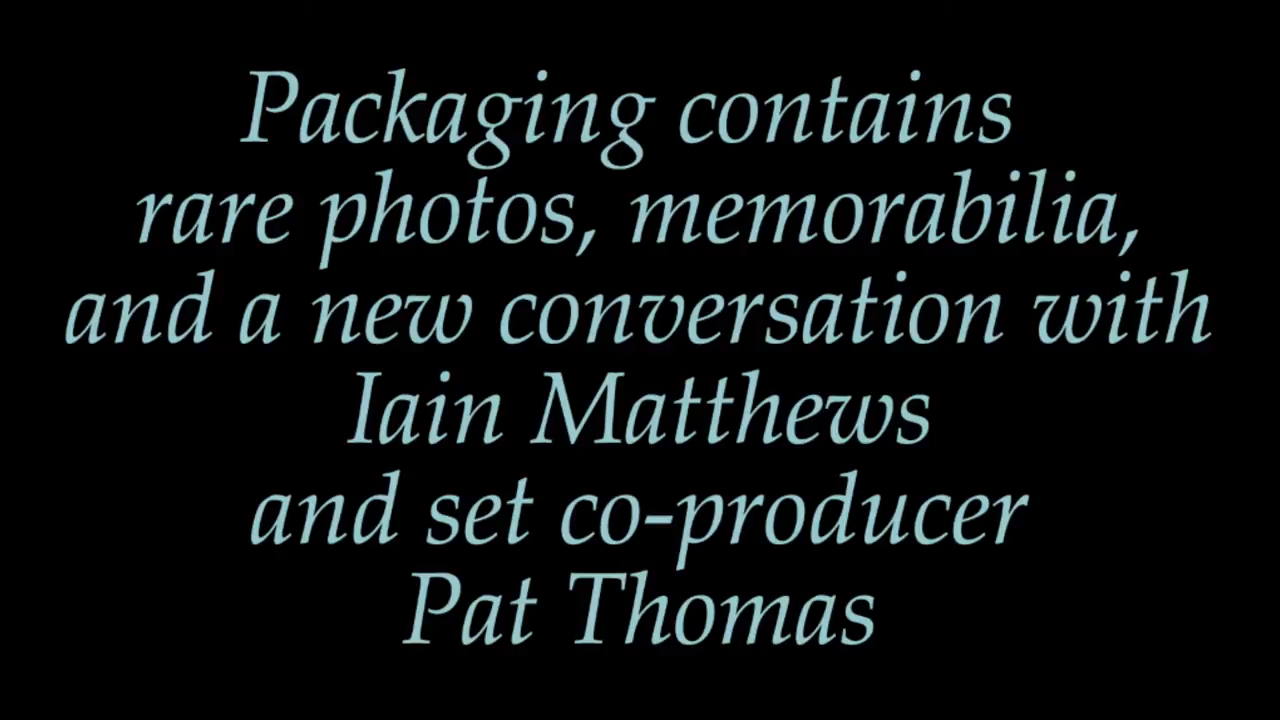 Packaging contains
rare photos, memorabilia,
and a new conversation with
Iain Matthews
and set co-producer
Pat Thomas